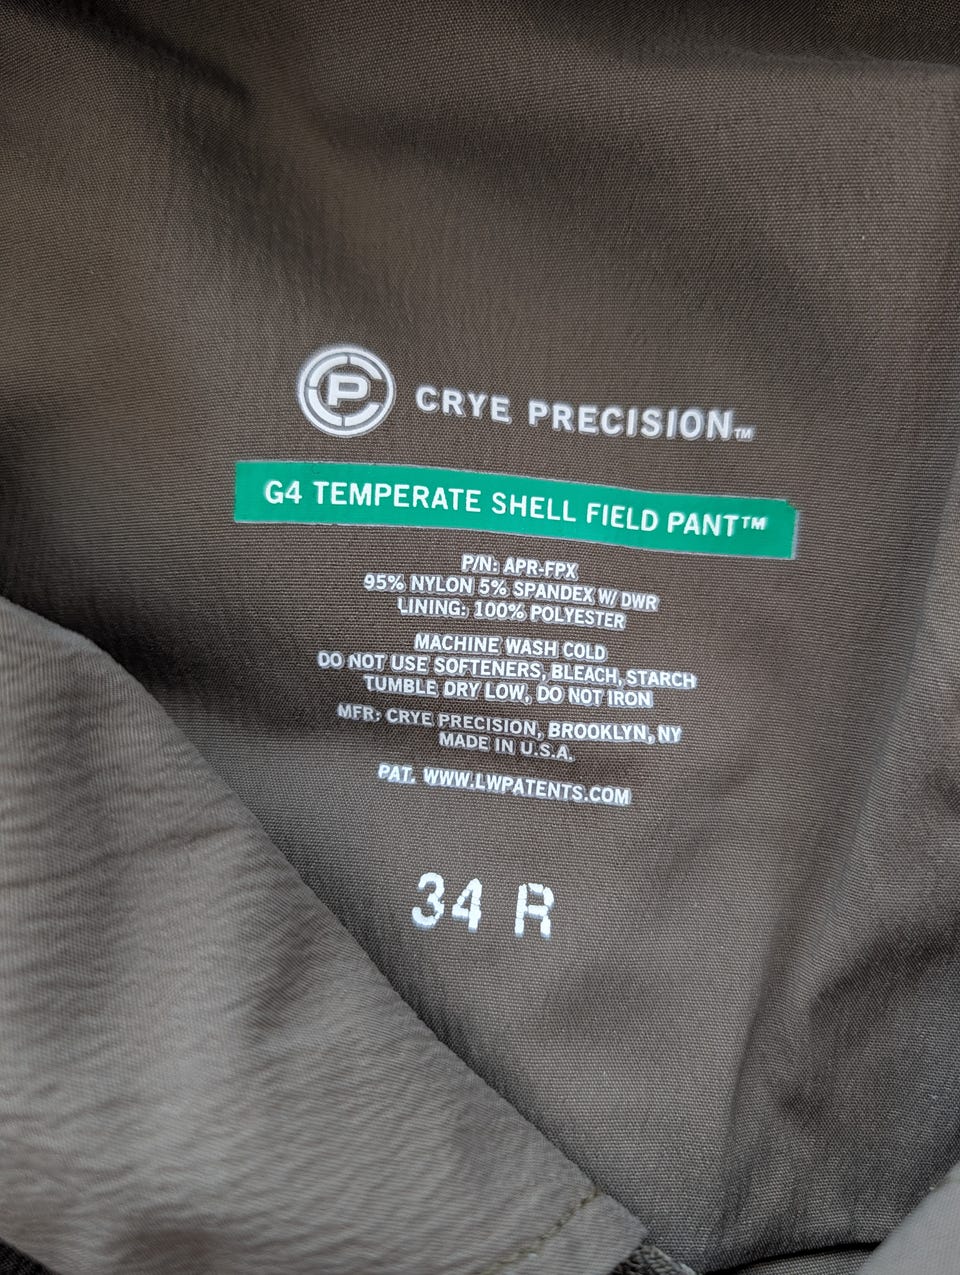 CP CRYE PRECISION™
G4 TEMPERATE SHELL FIELD PANT™
P/N: APR-FPX
95% NYLON 5% SPANDEX W/ DWR
LINING: 100% POLYESTER
MACHINE WASH COLD
DO NOT USE SOFTENERS, BLEACH, STARCH
TUMBLE DRY LOW, DO NOT IRON
MFR: CRYE PRECISION, BROOKLYN, NY
MADE IN U.S.A.
PAT. WWW.LWPATENTS.COM
34 R